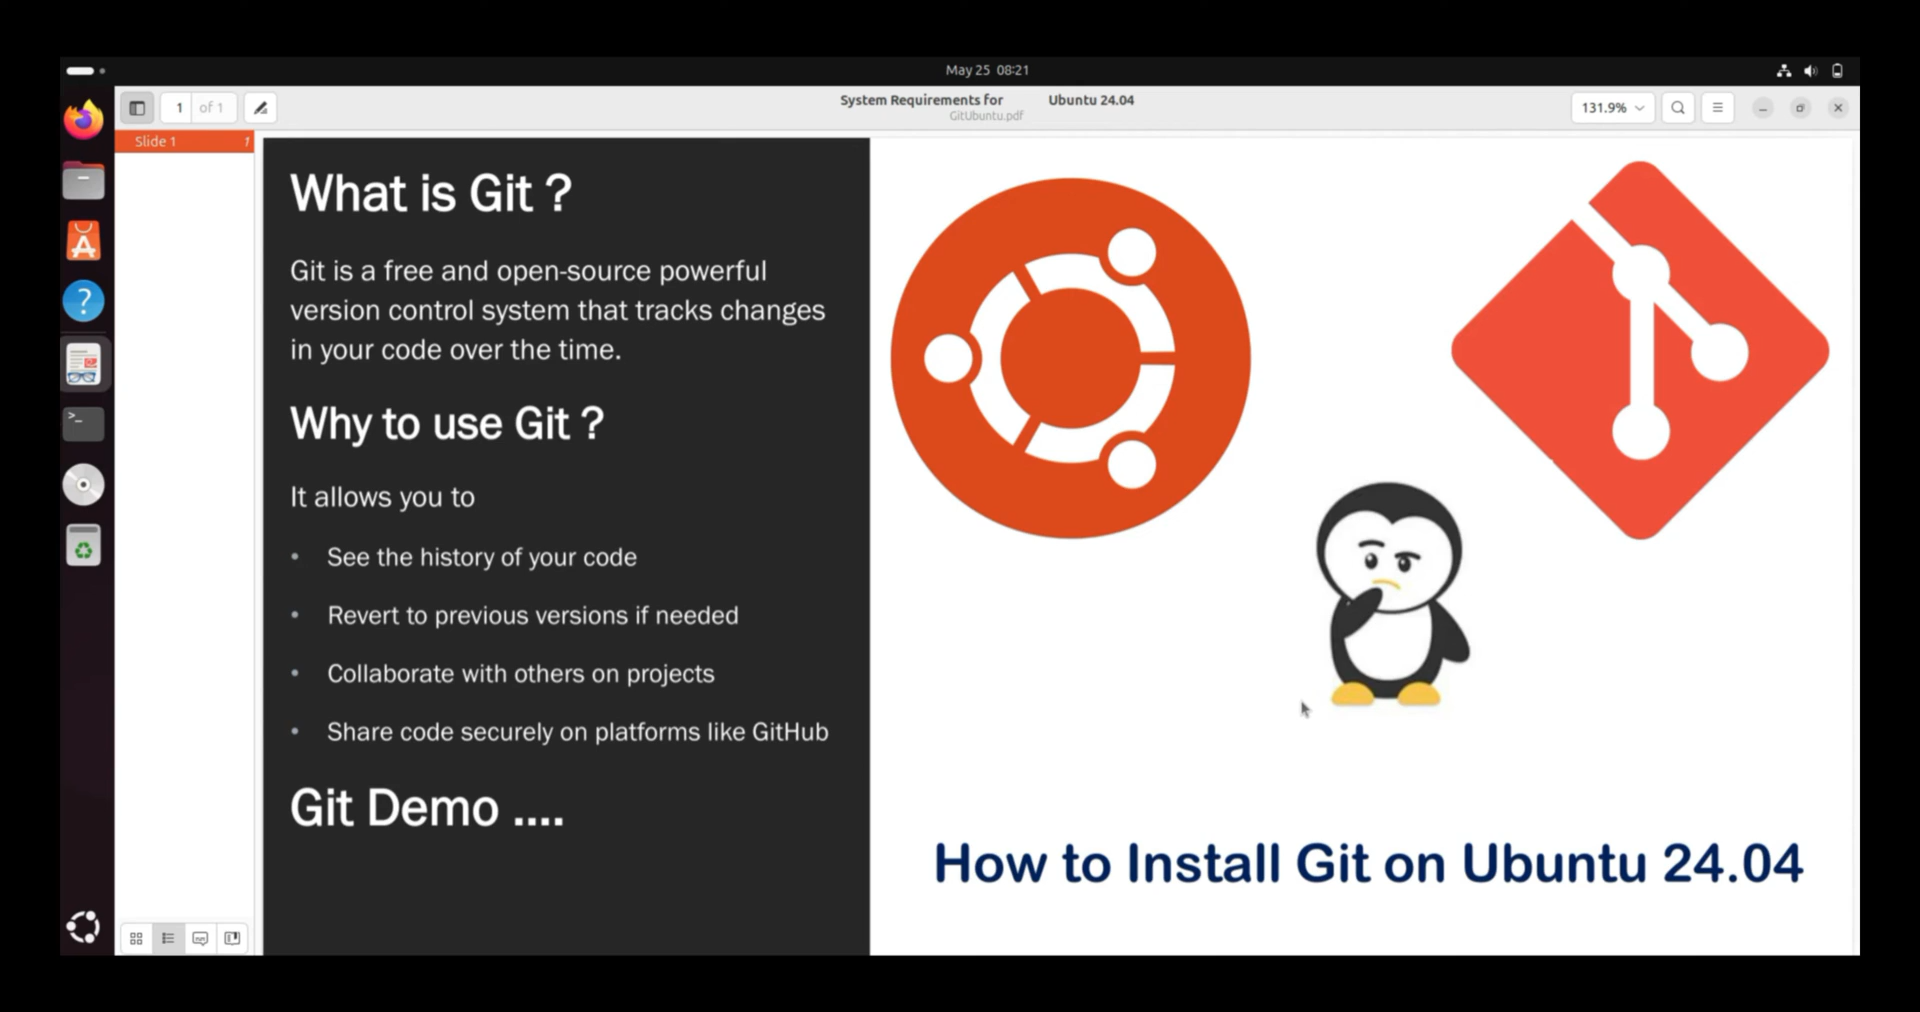 May 25 08:21
1 of 1
System Requirements for Ubuntu 24.04
GitUbuntu.pdf
131.9%
Slide 1 1
What is Git ?
Git is a free and open-source powerful
version control system that tracks changes
in your code over the time.
Why to use Git ?
It allows you to
• See the history of your code
• Revert to previous versions if needed
• Collaborate with others on projects
• Share code securely on platforms like GitHub
Git Demo ....
How to Install Git on Ubuntu 24.04